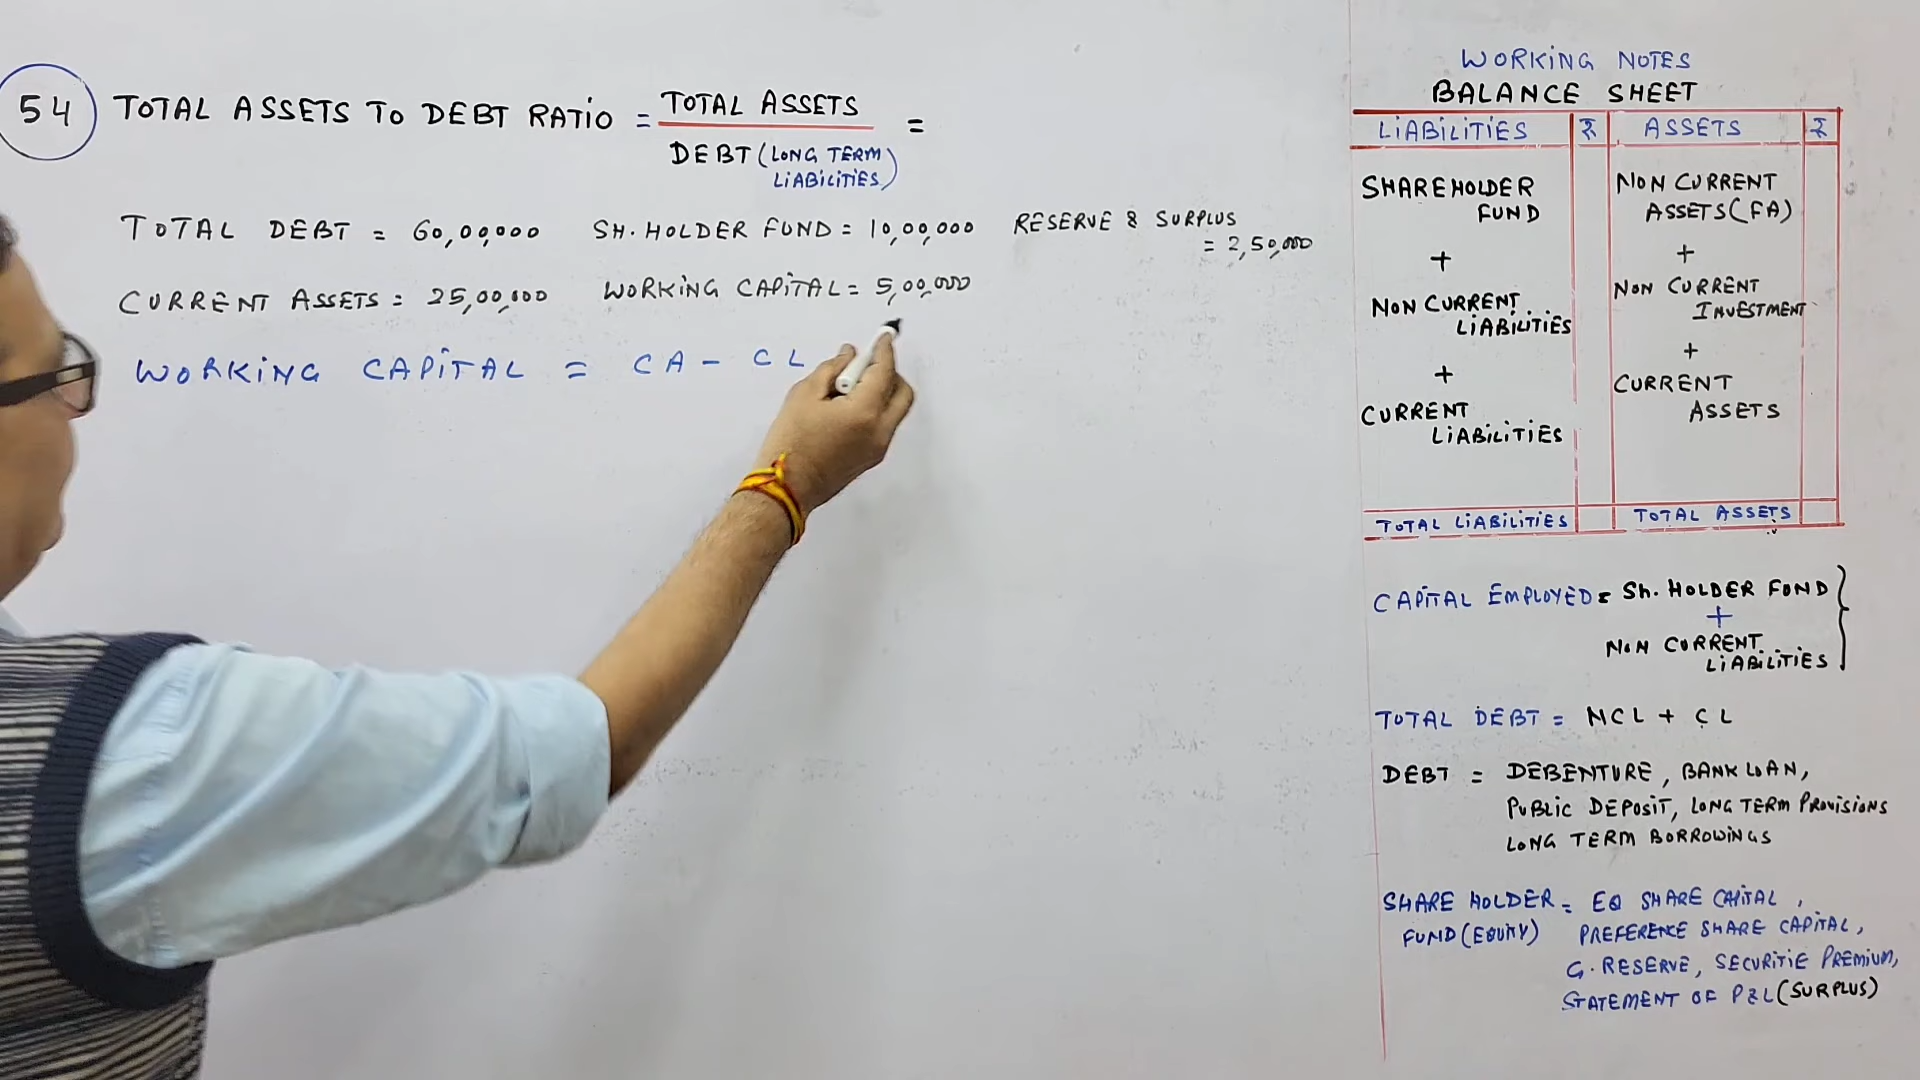 54 TOTAL ASSETS TO DEBT RATIO = TOTAL ASSETS =
DEBT (LONG TERM
LIABILITIES)
TOTAL DEBT = 60,00,000 SH. HOLDER FUND = 10,00,000 RESERVE & SURPLUS
= 2,50,000
CURRENT ASSETS = 25,00,000 WORKING CAPITAL = 5,00,000
WORKING CAPITAL = CA - CL
WORKING NOTES
BALANCE SHEET
LIABILITIES ₹ ASSETS ₹
SHAREHOLDER
FUND
+
NON CURRENT
LIABILITIES
+
CURRENT
LIABILITIES
TOTAL LIABILITIES
NON CURRENT
ASSETS (FA)
+
NON CURRENT
INVESTMENT
+
CURRENT
ASSETS
TOTAL ASSETS
CAPITAL EMPLOYED = SH. HOLDER FUND
+
NON CURRENT
LIABILITIES
TOTAL DEBT = NCL + CL
DEBT = DEBENTURE, BANK LOAN,
PUBLIC DEPOSIT, LONG TERM PROVISIONS
LONG TERM BORROWINGS
SHARE HOLDER = EQ SHARE CAPITAL,
FUND (EQUITY) PREFERENCE SHARE CAPITAL,
G. RESERVE, SECURITIE PREMIUM,
STATEMENT OF P&L (SURPLUS)